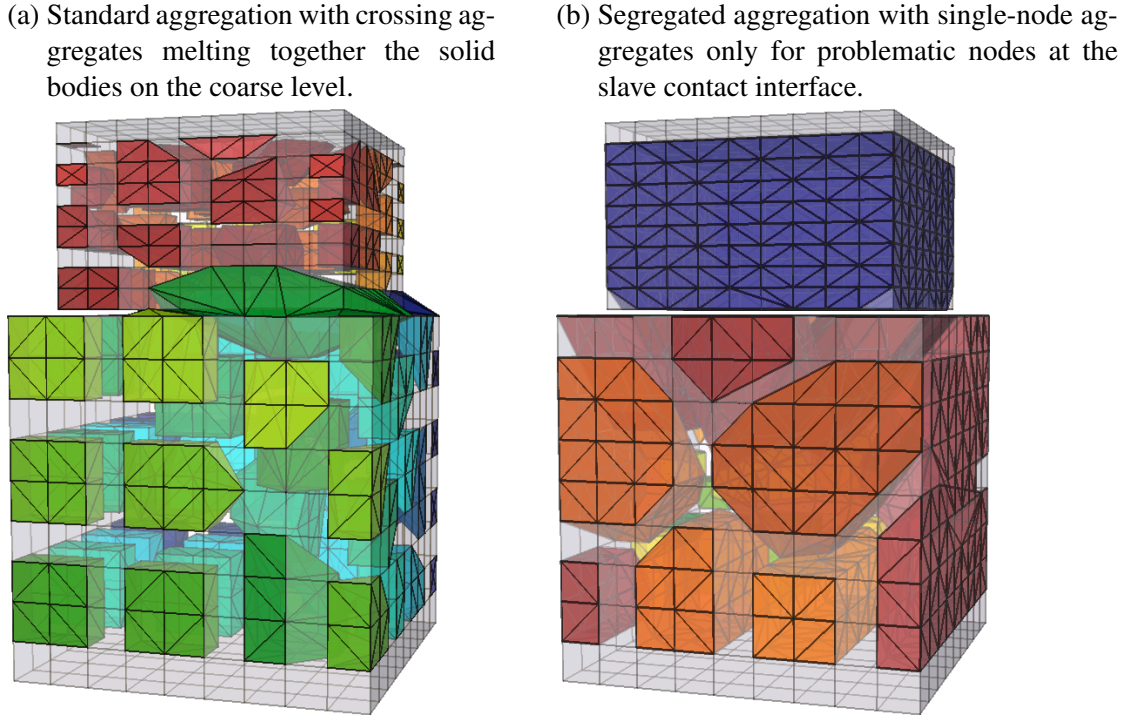 (a) Standard aggregation with crossing ag-
gregates melting together the solid
bodies on the coarse level.
(b) Segregated aggregation with single-node ag-
gregates only for problematic nodes at the
slave contact interface.